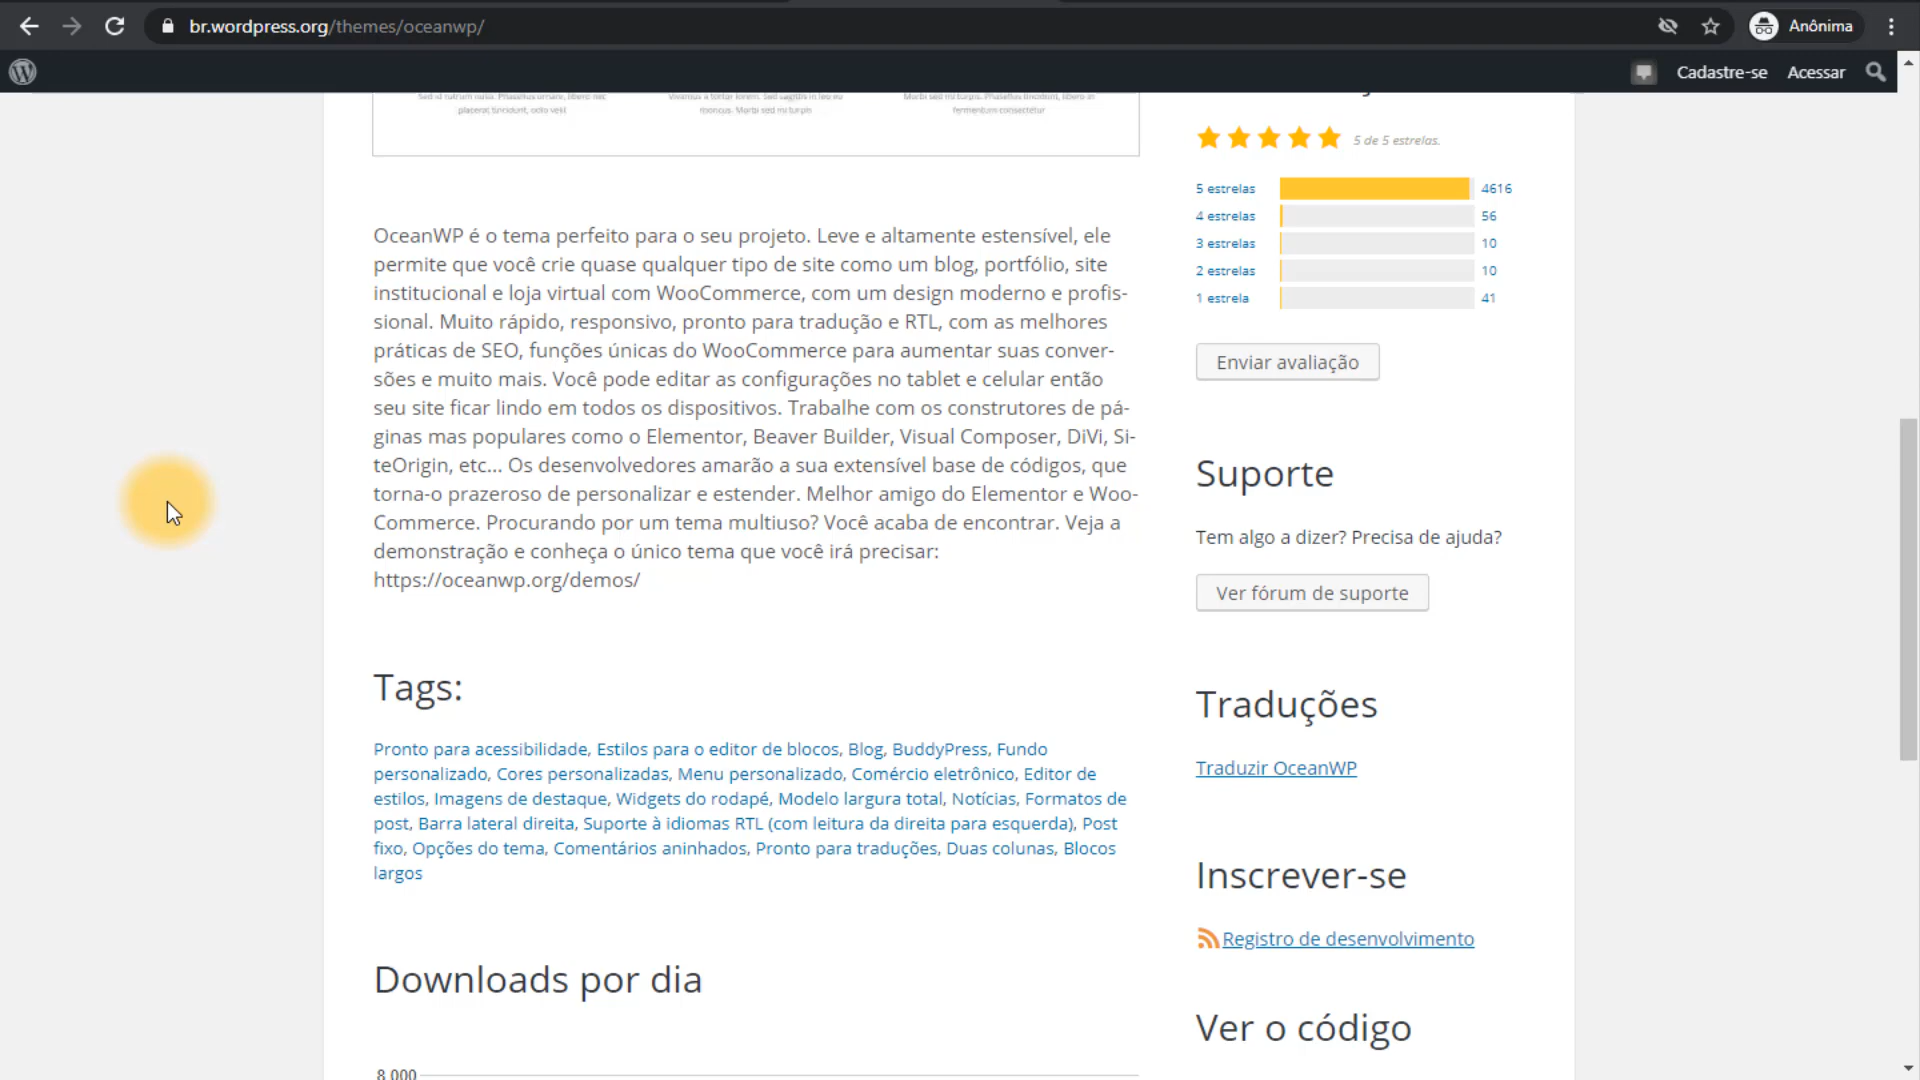 br.wordpress.org/themes/oceanwp/
Anônima
Cadastre-se Acessar
placerat tincidunt, odio velit
rhoncus. Morbi sed mi turpis
fermentum consectetur
5 de 5 estrelas.
5 estrelas 4616
4 estrelas 56
3 estrelas 10
2 estrelas 10
1 estrela 41
Enviar avaliação
OceanWP é o tema perfeito para o seu projeto. Leve e altamente estensível, ele
permite que você crie quase qualquer tipo de site como um blog, portfólio, site
institucional e loja virtual com WooCommerce, com um design moderno e profis-
sional. Muito rápido, responsivo, pronto para tradução e RTL, com as melhores
práticas de SEO, funções únicas do WooCommerce para aumentar suas conver-
sões e muito mais. Você pode editar as configurações no tablet e celular então
seu site ficar lindo em todos os dispositivos. Trabalhe com os construtores de pá-
ginas mas populares como o Elementor, Beaver Builder, Visual Composer, DiVi, Si-
teOrigin, etc... Os desenvolvedores amarão a sua extensível base de códigos, que
torna-o prazeroso de personalizar e estender. Melhor amigo do Elementor e Woo-
Commerce. Procurando por um tema multiuso? Você acaba de encontrar. Veja a
demonstração e conheça o único tema que você irá precisar:
https://oceanwp.org/demos/
Suporte
Tem algo a dizer? Precisa de ajuda?
Ver fórum de suporte
Tags:
Pronto para acessibilidade, Estilos para o editor de blocos, Blog, BuddyPress, Fundo
personalizado, Cores personalizadas, Menu personalizado, Comércio eletrônico, Editor de
estilos, Imagens de destaque, Widgets do rodapé, Modelo largura total, Notícias, Formatos de
post, Barra lateral direita, Suporte à idiomas RTL (com leitura da direita para esquerda), Post
fixo, Opções do tema, Comentários aninhados, Pronto para traduções, Duas colunas, Blocos
largos
Traduções
Traduzir OceanWP
Inscrever-se
Registro de desenvolvimento
Downloads por dia
8.000
Ver o código